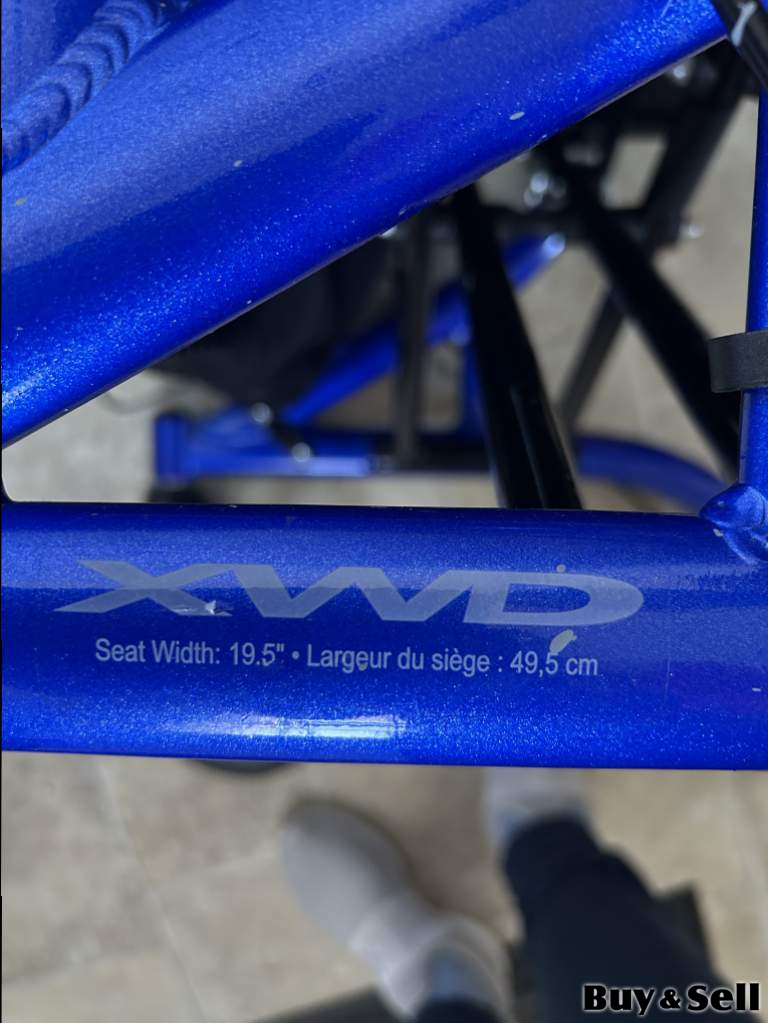 XWD
Seat Width: 19.5" • Largeur du siège : 49,5 cm
Buy & Sell